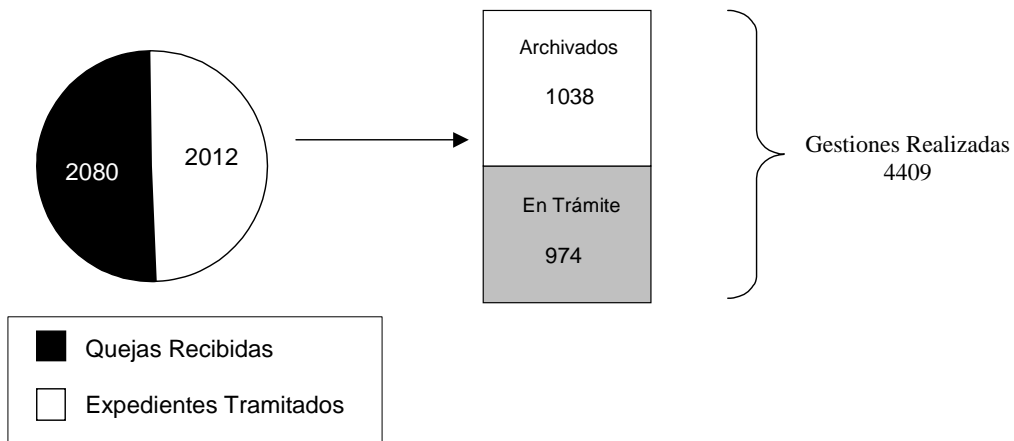 2080
2012
Archivados
1038
En Trámite
974
Gestiones Realizadas
4409
Quejas Recibidas
Expedientes Tramitados